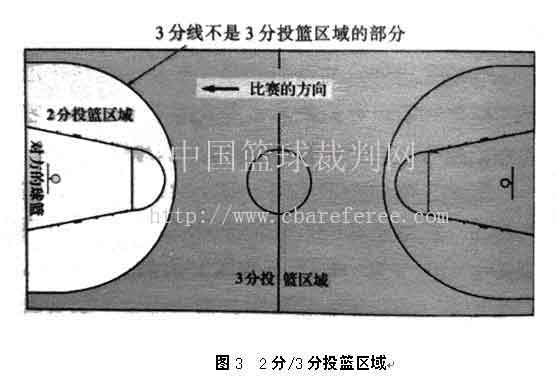 3分线不是3分投篮区域的部分
比赛的方向
2分投篮区域
对方的球篮
中国篮球裁判网
http://www.cbareferee.com
3分投篮区域
图 3 2 分/3 分投篮区域